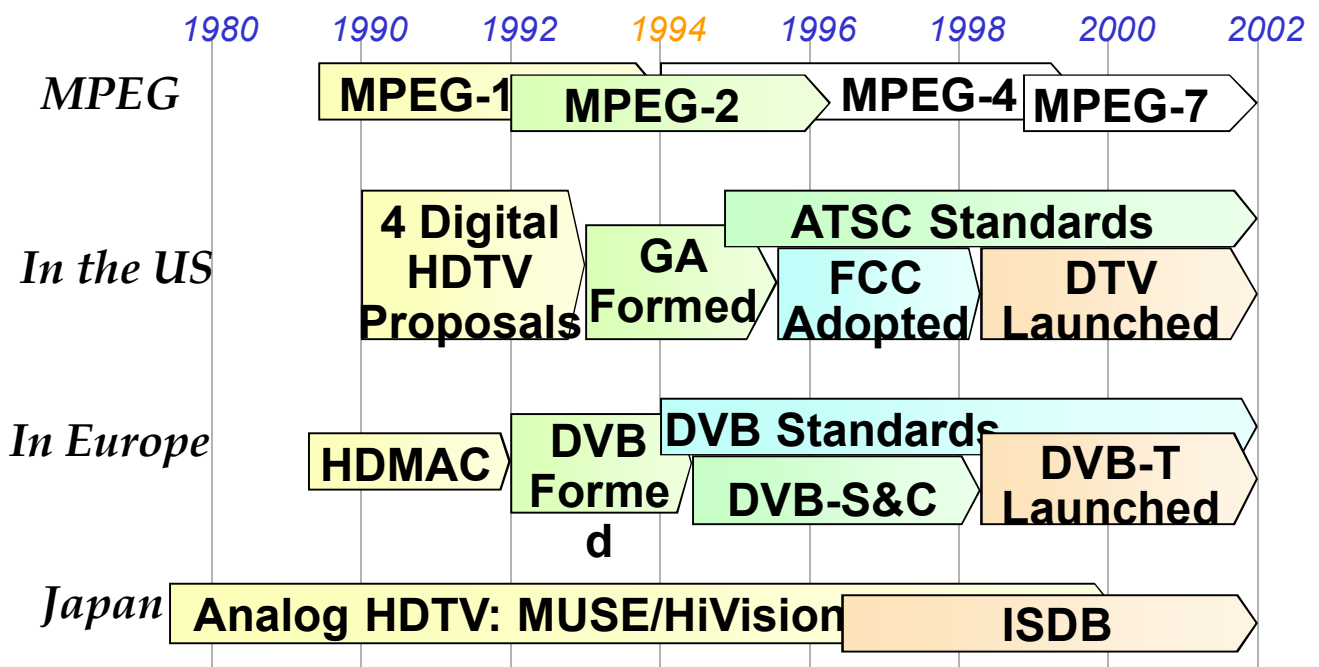 1980 1990 1992 1994 1996 1998 2000 2002
MPEG
MPEG-1
MPEG-2
MPEG-4
MPEG-7
In the US
4 Digital
HDTV
Proposals
GA
Formed
ATSC Standards
FCC
Adopted
DTV
Launched
In Europe
HDMAC
DVB
Forme
d
DVB Standards
DVB-S&C
DVB-T
Launched
Japan
Analog HDTV: MUSE/HiVision
ISDB